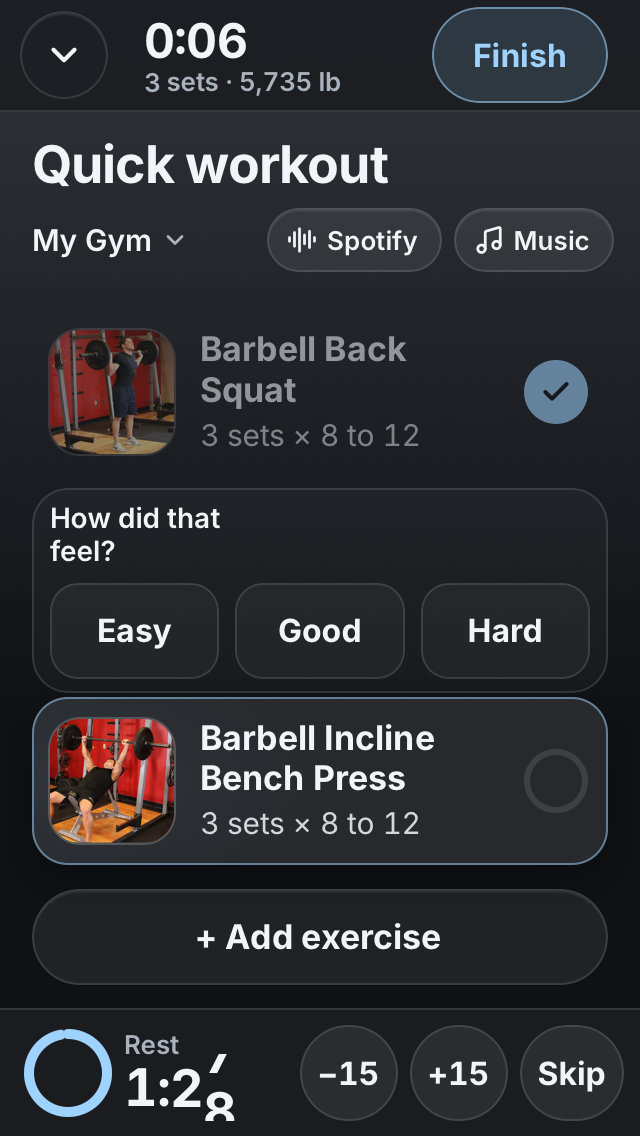 0:06
3 sets · 5,735 lb
Finish
Quick workout
My Gym
Spotify
Music
Barbell Back
Squat
3 sets × 8 to 12
How did that
feel?
Easy
Good
Hard
Barbell Incline
Bench Press
3 sets × 8 to 12
+ Add exercise
Rest
−15
+15
Skip